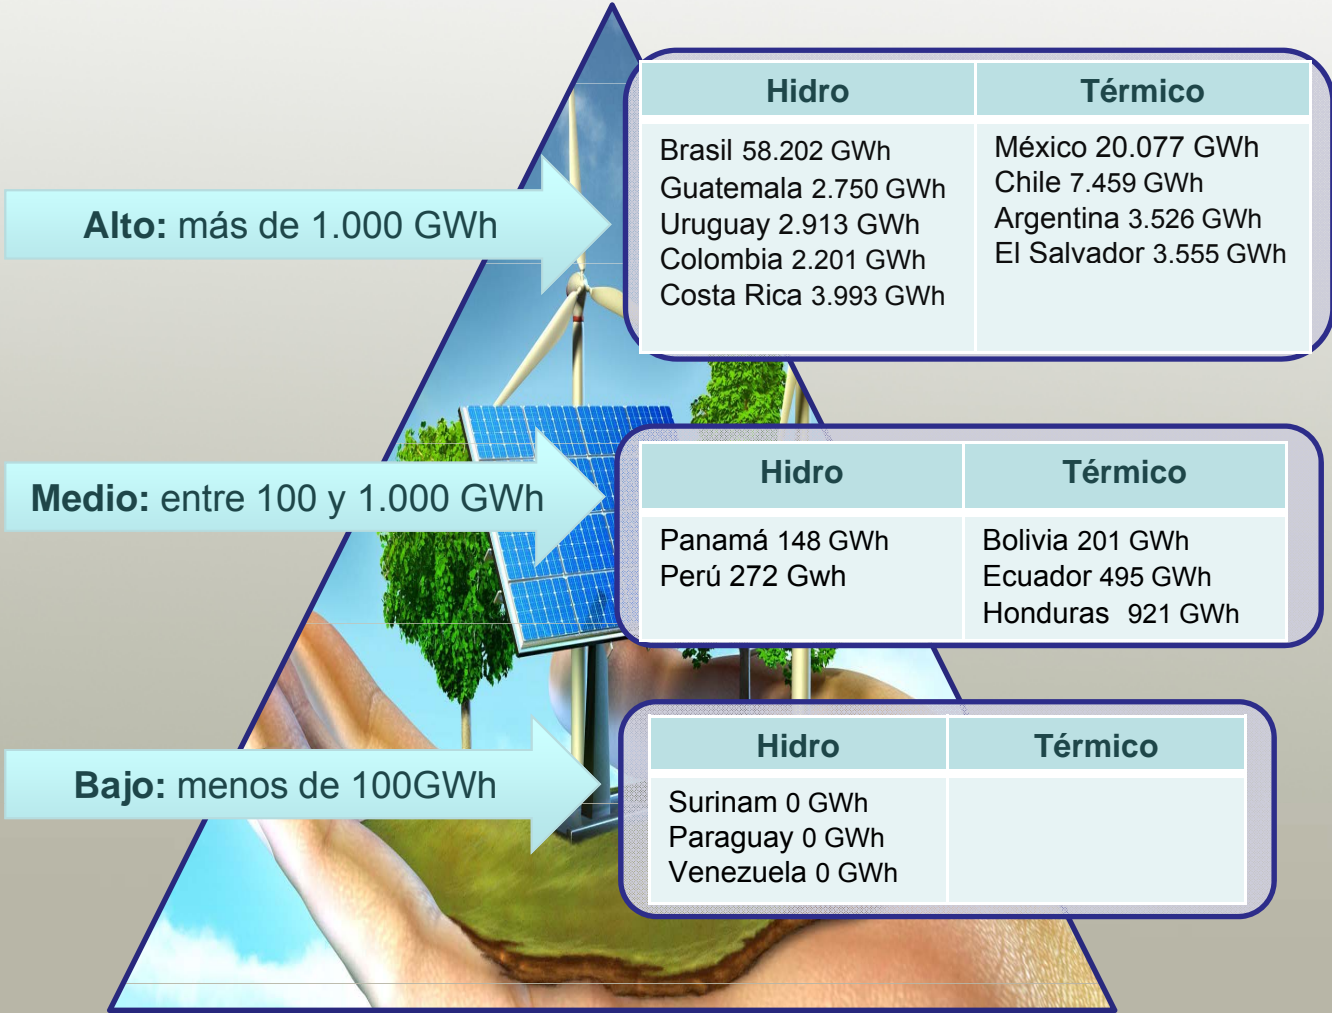 Alto: más de 1.000 GWh
Hidro Térmico
Brasil 58.202 GWh
Guatemala 2.750 GWh
Uruguay 2.913 GWh
Colombia 2.201 GWh
Costa Rica 3.993 GWh
México 20.077 GWh
Chile 7.459 GWh
Argentina 3.526 GWh
El Salvador 3.555 GWh
Medio: entre 100 y 1.000 GWh
Hidro Térmico
Panamá 148 GWh
Perú 272 Gwh
Bolivia 201 GWh
Ecuador 495 GWh
Honduras 921 GWh
Bajo: menos de 100GWh
Hidro Térmico
Surinam 0 GWh
Paraguay 0 GWh
Venezuela 0 GWh